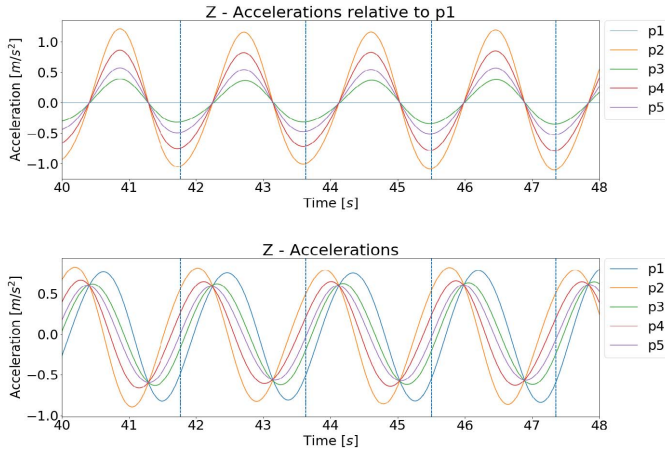 Z - Accelerations relative to p1
Acceleration [m/s²]
1.0
0.5
0.0
−0.5
−1.0
40 41 42 43 44 45 46 47 48
Time [s]
p1
p2
p3
p4
p5
Z - Accelerations
Acceleration [m/s²]
0.5
0.0
−0.5
−1.0
40 41 42 43 44 45 46 47 48
Time [s]
p1
p2
p3
p4
p5